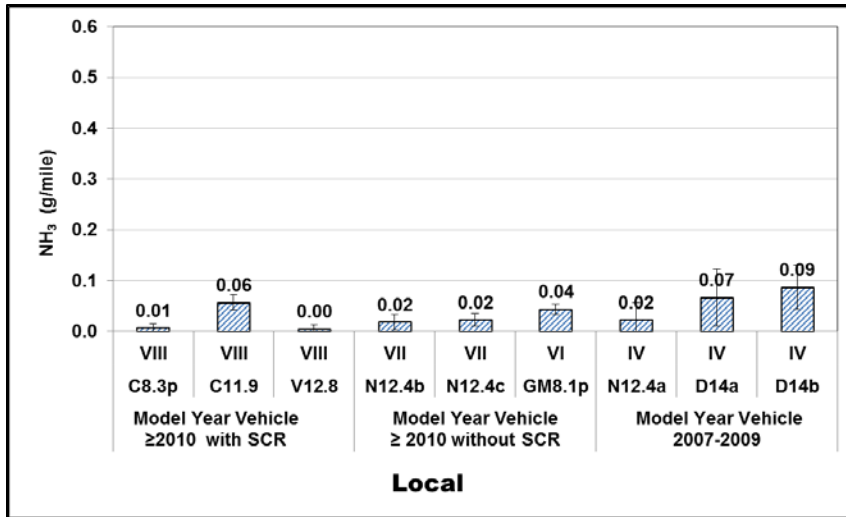 0.6
0.5
0.4
0.3
0.2
0.1
0.0
NH₃ (g/mile)
0.01 0.06 0.00 0.02 0.02 0.04 0.02 0.07 0.09
VIII VIII VIII VII VII VI IV IV IV
C8.3p C11.9 V12.8 N12.4b N12.4c GM8.1p N12.4a D14a D14b
Model Year Vehicle Model Year Vehicle Model Year Vehicle
≥2010 with SCR ≥ 2010 without SCR 2007-2009
Local